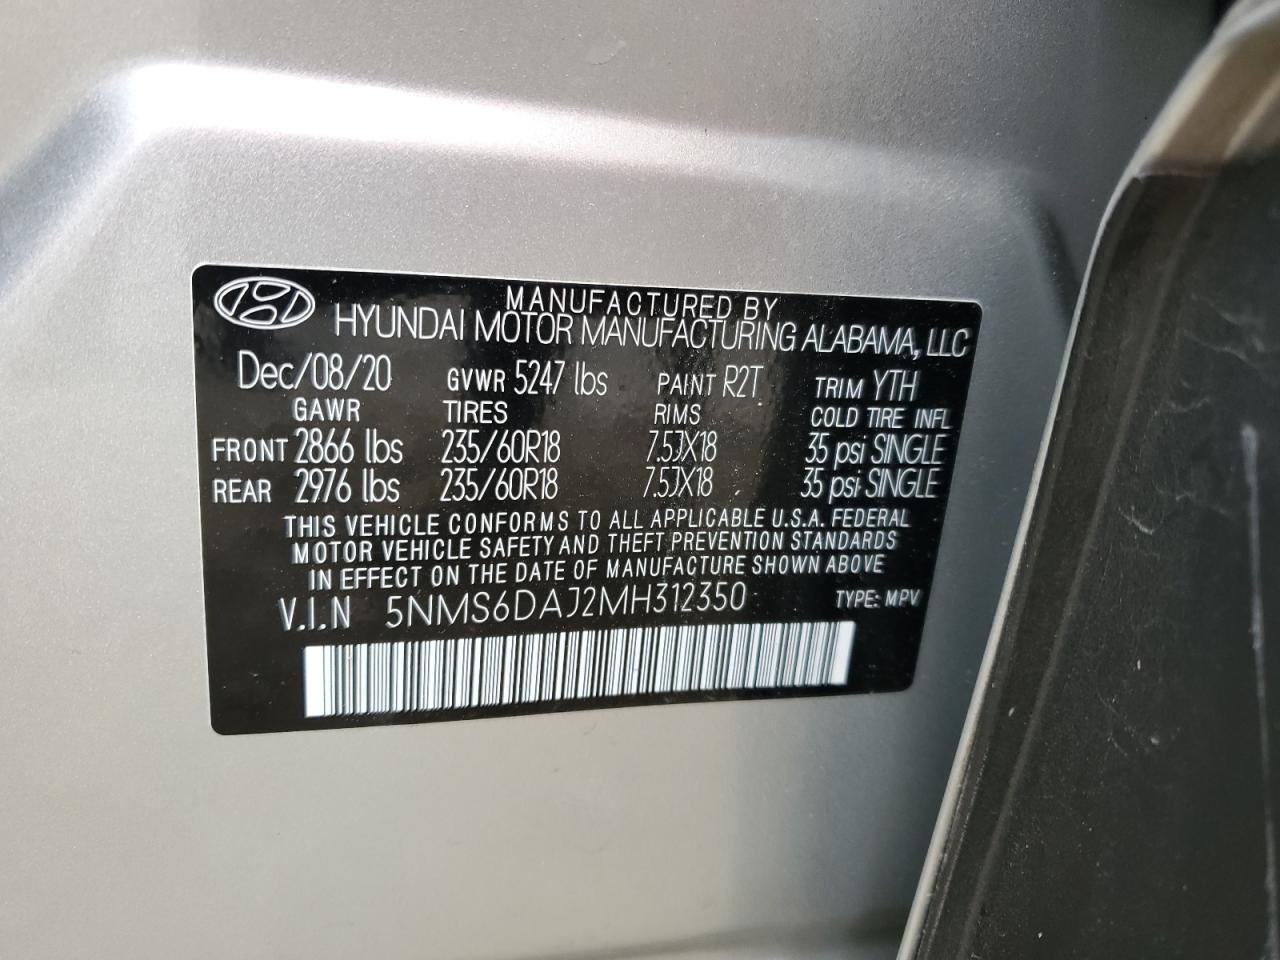 MANUFACTURED BY
HYUNDAI MOTOR MANUFACTURING ALABAMA, LLC
Dec/08/20 GVWR 5247 lbs PAINT R2T TRIM YTH
GAWR TIRES RIMS COLD TIRE INFL
FRONT 2866 lbs 235/60R18 7.5JX18 35 psi SINGLE
REAR 2976 lbs 235/60R18 7.5JX18 35 psi SINGLE
THIS VEHICLE CONFORMS TO ALL APPLICABLE U.S.A. FEDERAL
MOTOR VEHICLE SAFETY AND THEFT PREVENTION STANDARDS
IN EFFECT ON THE DATE OF MANUFACTURE SHOWN ABOVE
V.I.N 5NMS6DAJ2MH312350 TYPE: MPV